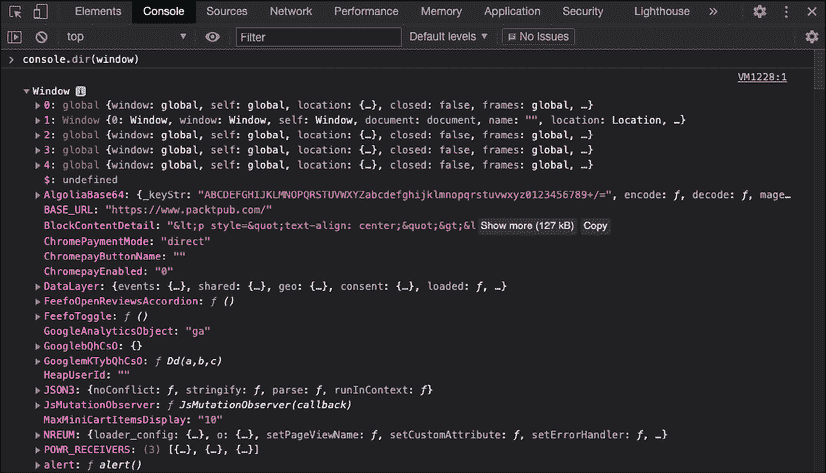 Elements Console Sources Network Performance Memory Application Security Lighthouse »
top Filter Default levels No Issues
> console.dir(window)
VM1228:1
Window i
0: global {window: global, self: global, location: {…}, closed: false, frames: global, …}
1: Window {0: Window, window: Window, self: Window, document: document, name: "", location: Location, …}
2: global {window: global, self: global, location: {…}, closed: false, frames: global, …}
3: global {window: global, self: global, location: {…}, closed: false, frames: global, …}
4: global {window: global, self: global, location: {…}, closed: false, frames: global, …}
$: undefined
AlgoliaBase64: {_keyStr: "ABCDEFGHIJKLMNOPQRSTUVWXYZabcdefghijklmnopqrstuvwxyz0123456789+/=", encode: ƒ, decode: ƒ, mage…
BASE_URL: "https://www.packtpub.com/"
BlockContentDetail: "&lt;p style=&quot;text-align: center;&quot;&gt;&l Show more (127 kB) Copy
ChromePaymentMode: "direct"
ChromepayButtonName: ""
ChromepayEnabled: "0"
DataLayer: {events: {…}, shared: {…}, geo: {…}, consent: {…}, loaded: ƒ, …}
FeefoOpenReviewsAccordion: ƒ ()
FeefoToggle: ƒ ()
GoogleAnalyticsObject: "ga"
GooglebQhCsO: {}
GooglemKTybQhCsO: ƒ Dd(a,b,c)
HeapUserId: ""
JSON3: {noConflict: ƒ, stringify: ƒ, parse: ƒ, runInContext: ƒ}
JsMutationObserver: ƒ JsMutationObserver(callback)
MaxMiniCartItemsDisplay: "10"
NREUM: {loader_config: {…}, o: {…}, setPageViewName: ƒ, setCustomAttribute: ƒ, setErrorHandler: ƒ, …}
POWR_RECEIVERS: (3) [{…}, {…}, {…}]
alert: ƒ alert()